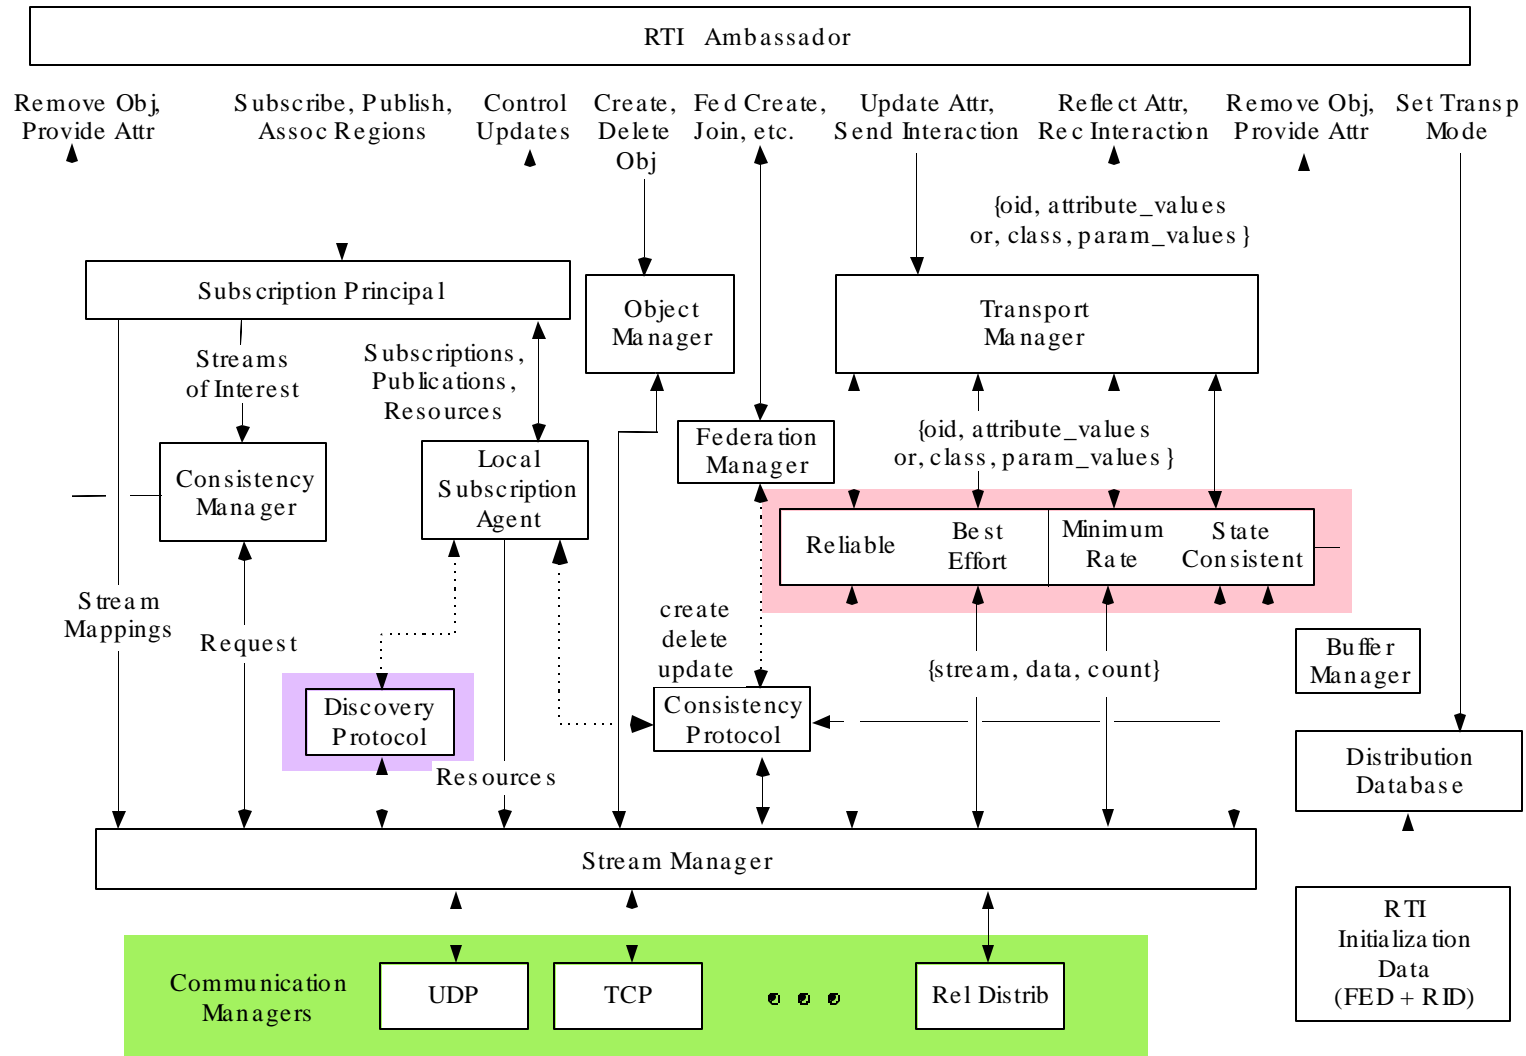 RTI Ambassador
Remove Obj,
Provide Attr
Subscribe, Publish,
Assoc Regions
Control
Updates
Create,
Delete
Obj
Fed Create,
Join, etc.
Update Attr,
Send Interaction
Reflect Attr,
Rec Interaction
Remove Obj,
Provide Attr
Set Transp
Mode
{oid, attribute_values
or, class, param_values}
Subscription Principal
Object
Manager
Transport
Manager
Streams
of Interest
Subscriptions,
Publications,
Resources
{oid, attribute_values
or, class, param_values}
Consistency
Manager
Local
Subscription
Agent
Federation
Manager
Reliable
Best
Effort
Minimum
Rate
State
Consistent
Stream
Mappings
Request
create
delete
update
{stream, data, count}
Buffer
Manager
Discovery
Protocol
Consistency
Protocol
Resources
Distribution
Database
Stream Manager
RTI
Initialization
Data
(FED + RID)
Communication
Managers
UDP
TCP
Rel Distrib